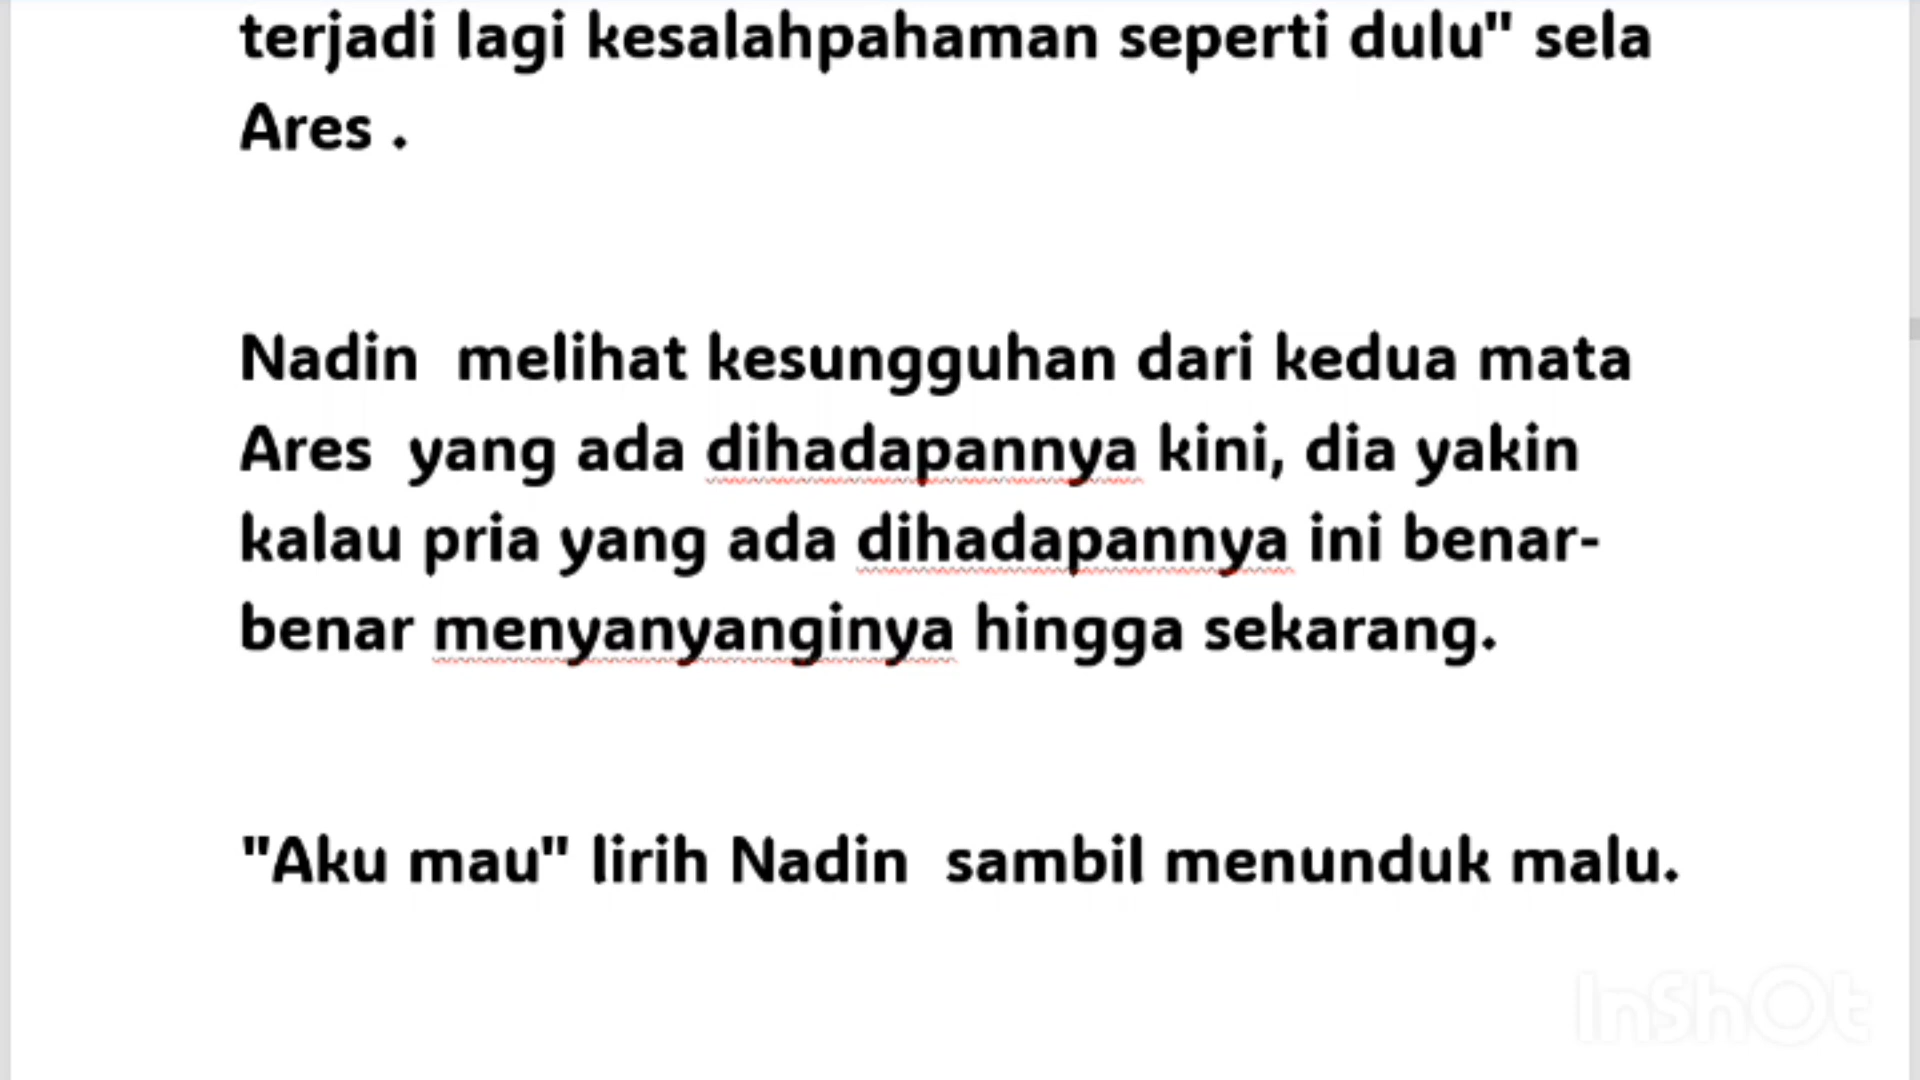 terjadi lagi kesalahpahaman seperti dulu" sela
Ares .
Nadin  melihat kesungguhan dari kedua mata
Ares  yang ada dihadapannya kini, dia yakin
kalau pria yang ada dihadapannya ini benar-
benar menyanyanginya hingga sekarang.
"Aku mau" lirih Nadin  sambil menunduk malu.
InShOt